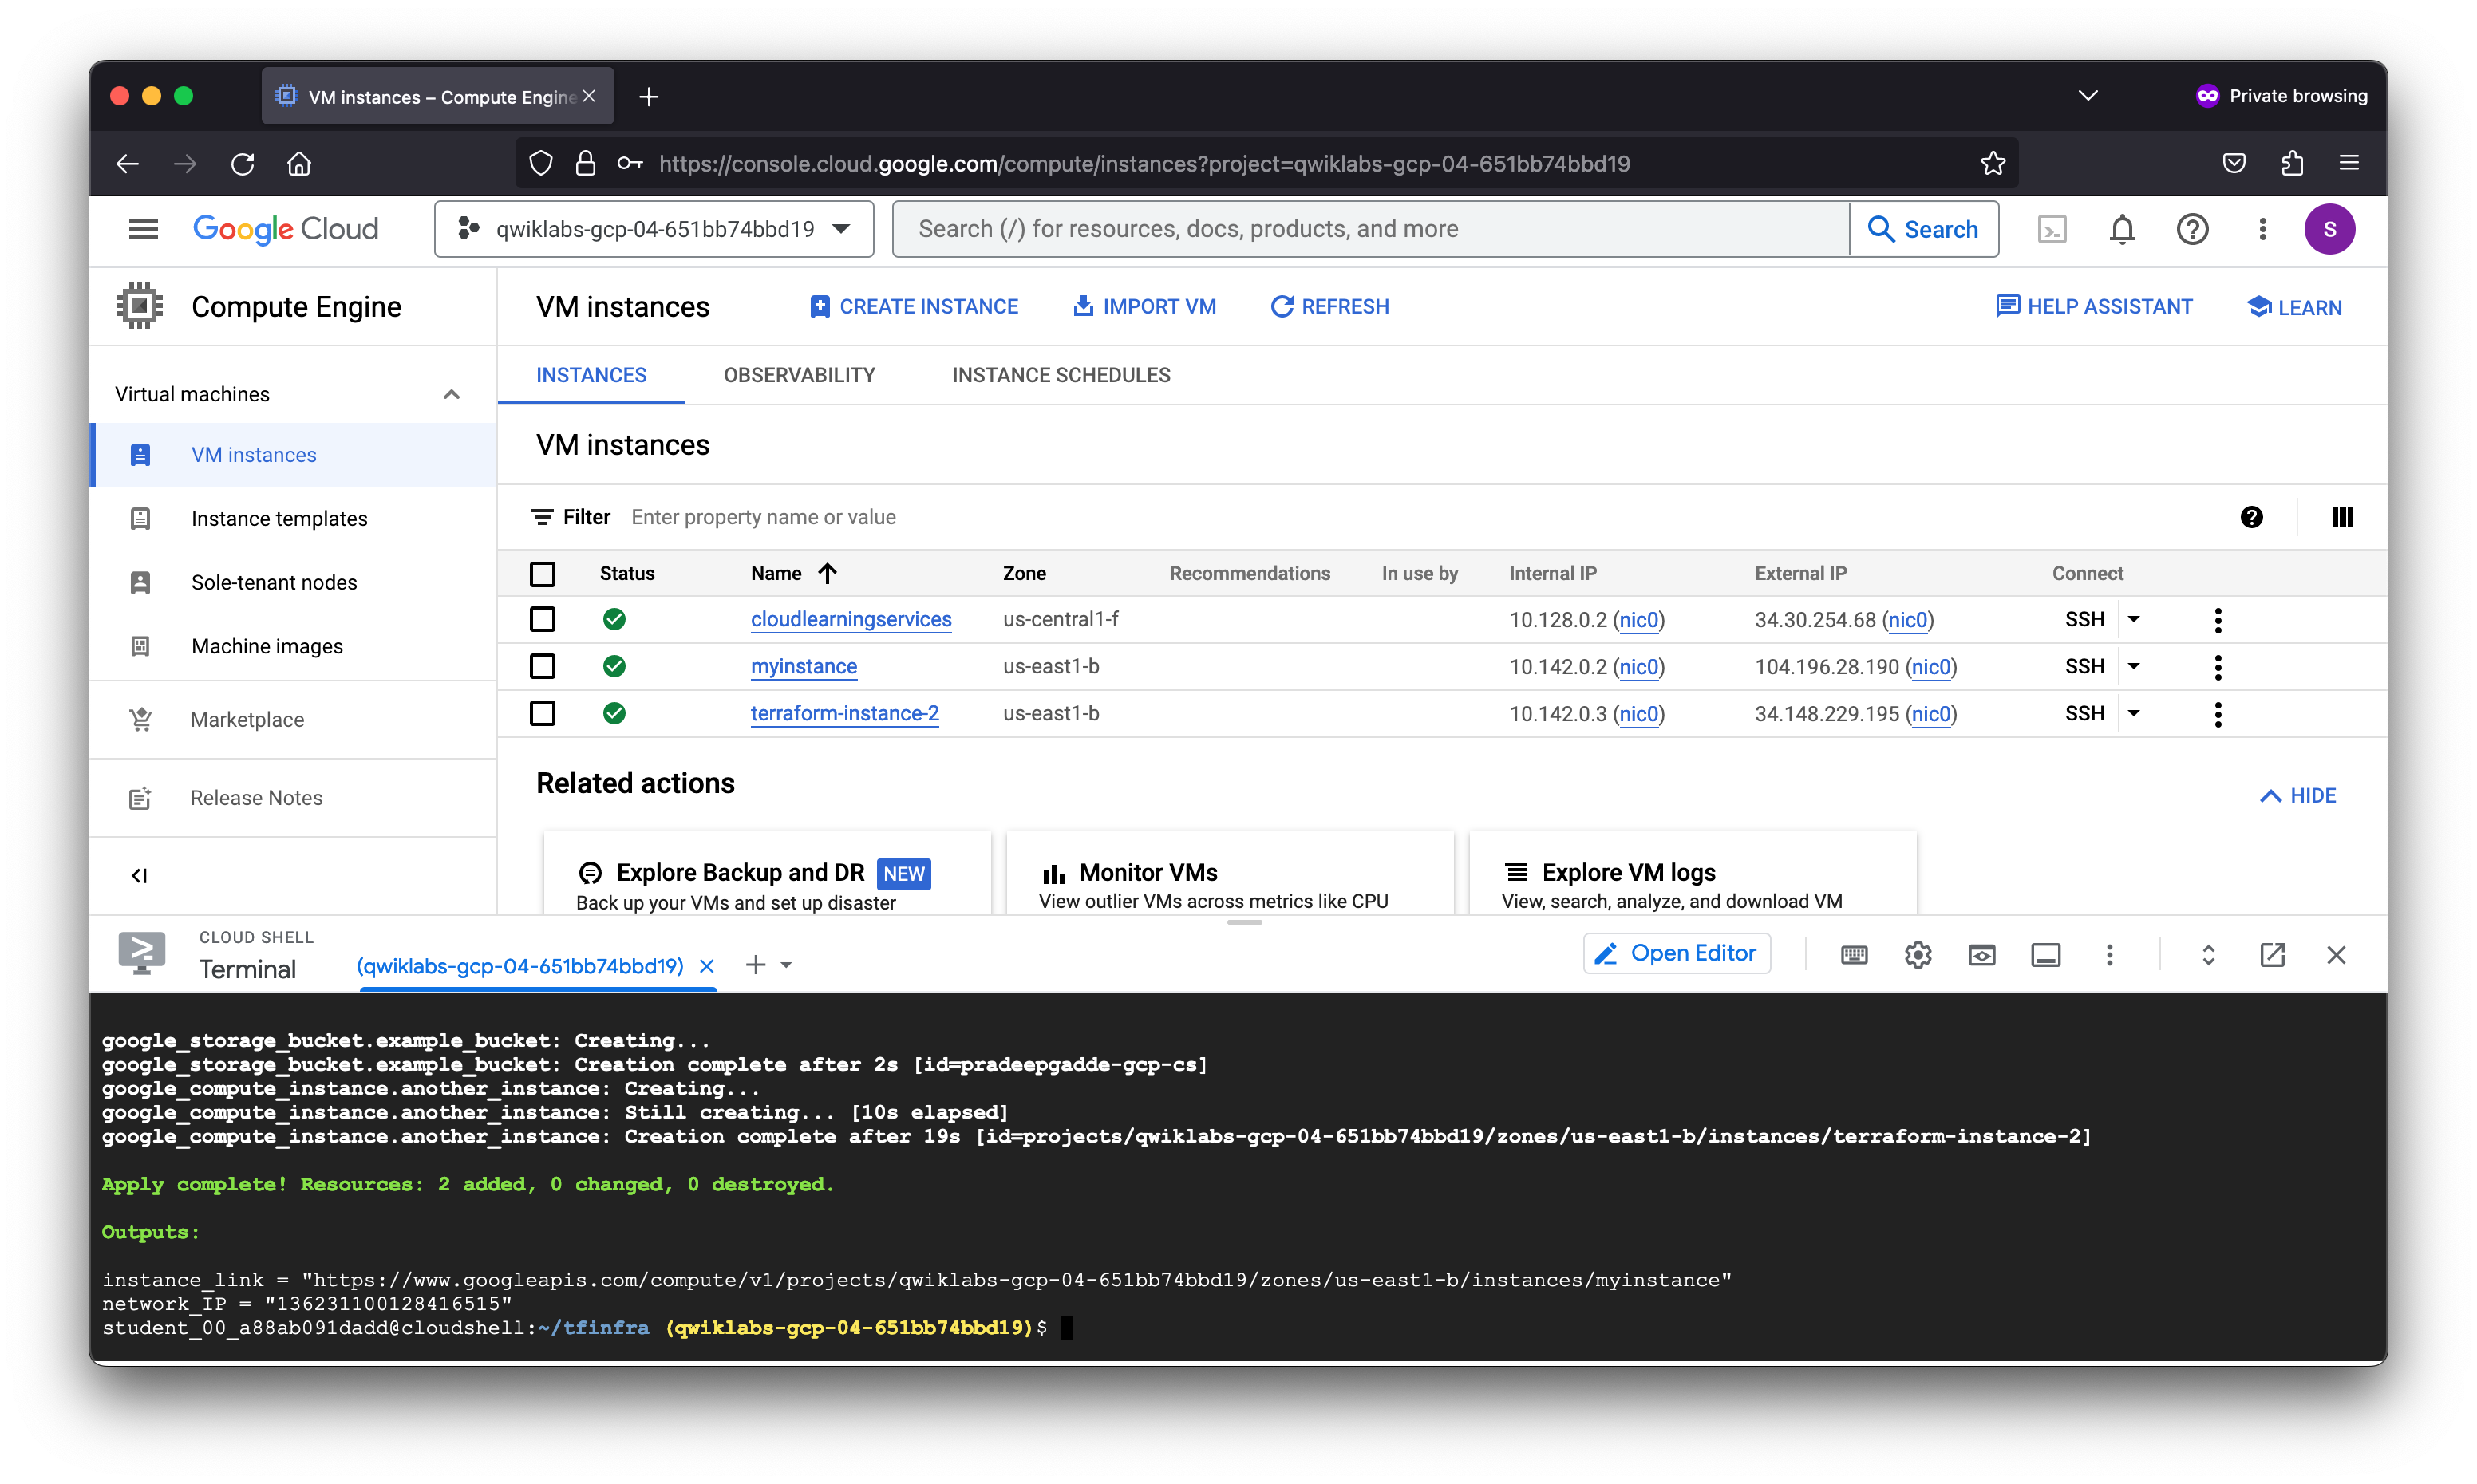 VM instances – Compute Engine
Private browsing
https://console.cloud.google.com/compute/instances?project=qwiklabs-gcp-04-651bb74bbd19
Google Cloud
qwiklabs-gcp-04-651bb74bbd19
Search (/) for resources, docs, products, and more
Search
S
Compute Engine
VM instances
CREATE INSTANCE
IMPORT VM
REFRESH
HELP ASSISTANT
LEARN
Virtual machines
VM instances
Instance templates
Sole-tenant nodes
Machine images
Marketplace
Release Notes
INSTANCES
OBSERVABILITY
INSTANCE SCHEDULES
VM instances
Filter Enter property name or value
Status Name Zone Recommendations In use by Internal IP External IP Connect
cloudlearningservices us-central1-f 10.128.0.2 (nic0) 34.30.254.68 (nic0) SSH
myinstance us-east1-b 10.142.0.2 (nic0) 104.196.28.190 (nic0) SSH
terraform-instance-2 us-east1-b 10.142.0.3 (nic0) 34.148.229.195 (nic0) SSH
Related actions
HIDE
Explore Backup and DR NEW
Back up your VMs and set up disaster
Monitor VMs
View outlier VMs across metrics like CPU
Explore VM logs
View, search, analyze, and download VM
CLOUD SHELL
Terminal
(qwiklabs-gcp-04-651bb74bbd19)
Open Editor
google_storage_bucket.example_bucket: Creating...
google_storage_bucket.example_bucket: Creation complete after 2s [id=pradeepgadde-gcp-cs]
google_compute_instance.another_instance: Creating...
google_compute_instance.another_instance: Still creating... [10s elapsed]
google_compute_instance.another_instance: Creation complete after 19s [id=projects/qwiklabs-gcp-04-651bb74bbd19/zones/us-east1-b/instances/terraform-instance-2]
Apply complete! Resources: 2 added, 0 changed, 0 destroyed.
Outputs:
instance_link = "https://www.googleapis.com/compute/v1/projects/qwiklabs-gcp-04-651bb74bbd19/zones/us-east1-b/instances/myinstance"
network_IP = "136231100128416515"
student_00_a88ab091dadd@cloudshell:~/tfinfra (qwiklabs-gcp-04-651bb74bbd19)$